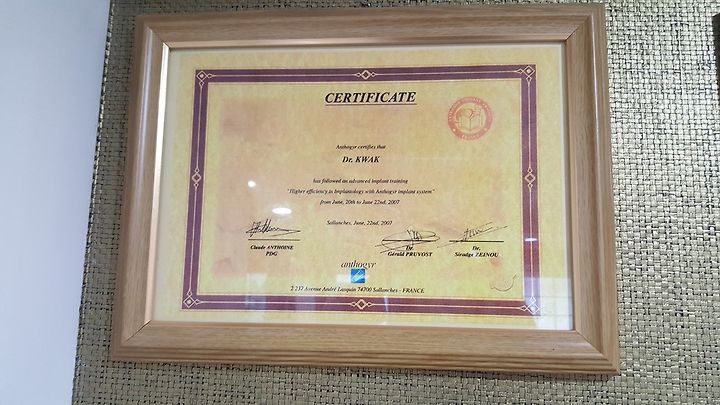 CERTIFICATE
Anthogyr certifies that
Dr. KWAK
has followed an advanced implant training
"Higher efficiency in Implantology with Anthogyr implant system"
from June, 20th to June 22nd, 2007
Sallanches, June, 22nd, 2007
Claude ANTHOINE
PDG
Dr.
Gérald PRUVOST
Dr.
Siradge ZEINOU
anthogyr
2 237 Avenue André Lasquin 74700 Sallanches - FRANCE